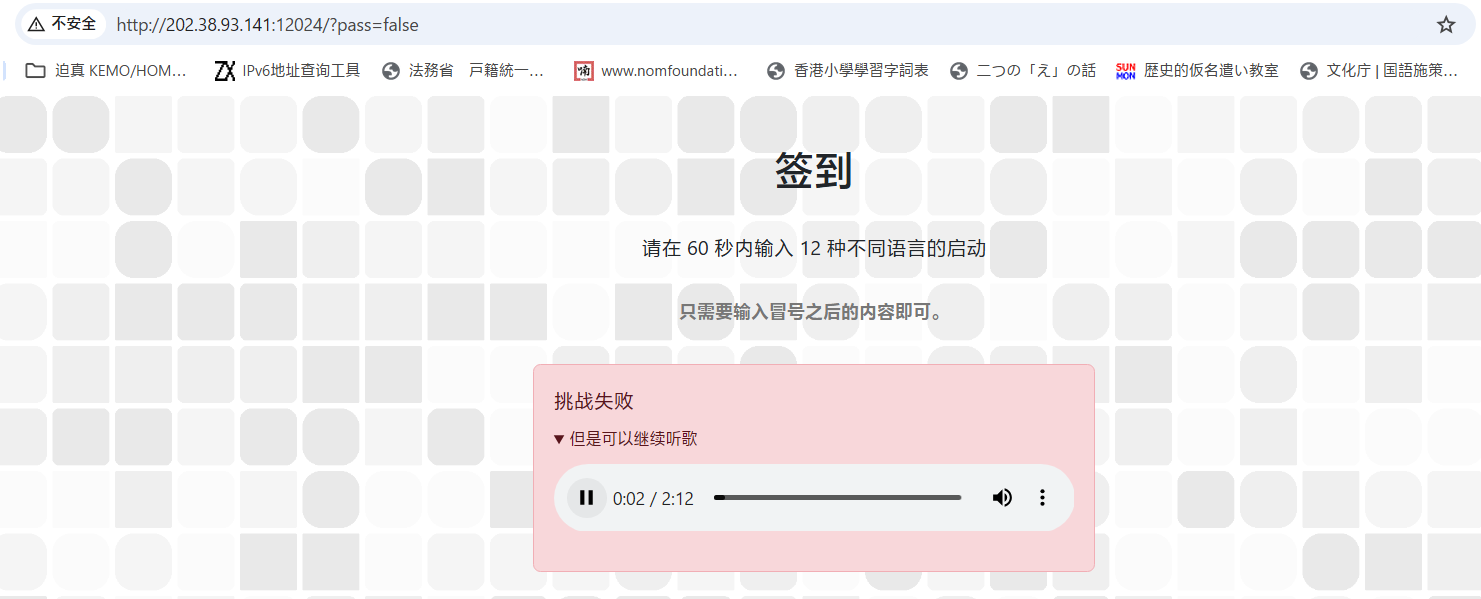 不安全 http://202.38.93.141:12024/?pass=false
迫真 KEMO/HOM... ZX IPv6地址查询工具 法務省 戸籍統一... 喃 www.nomfoundati... 香港小學學習字詞表 二つの「え」の話 SUN MON 歴史的仮名遣い教室 文化庁 | 国語施策...
签到
请在 60 秒内输入 12 种不同语言的启动
只需要输入冒号之后的内容即可。
挑战失败
▼ 但是可以继续听歌
0:02 / 2:12